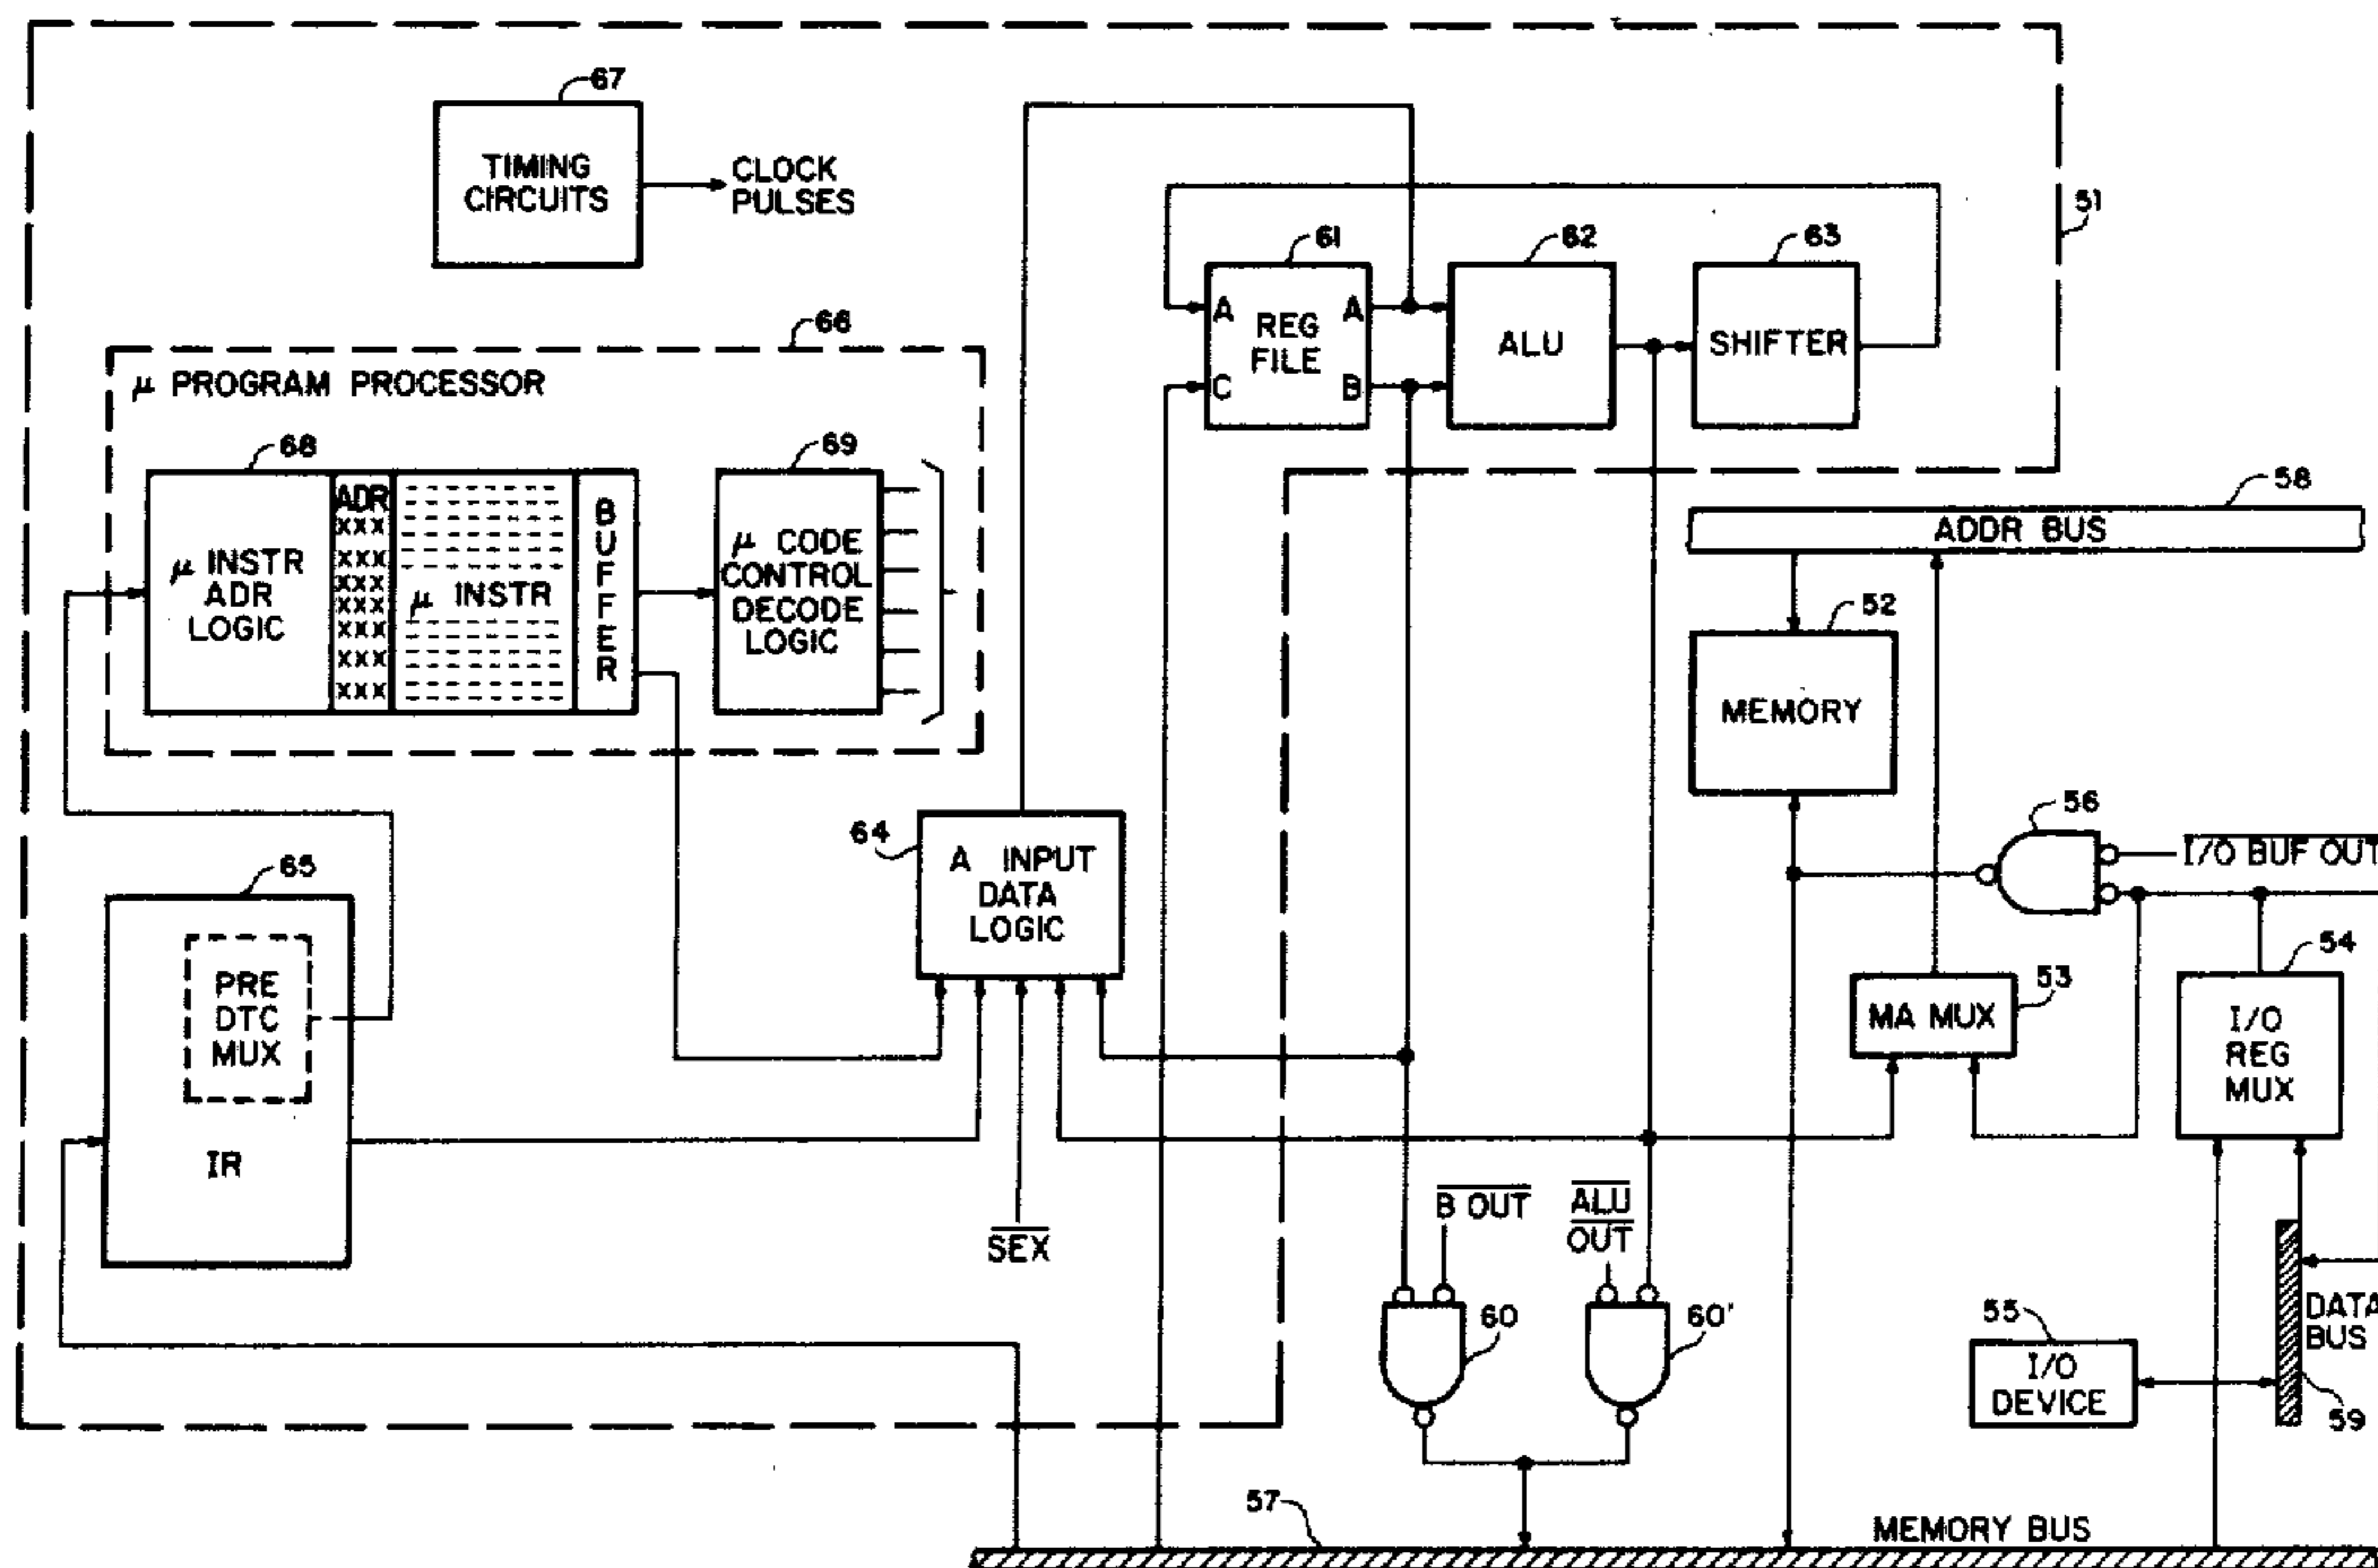 67
TIMING
CIRCUITS
CLOCK
PULSES
51
61
62
63
A
C
REG
FILE
A
B
ALU
SHIFTER
66
μ PROGRAM PROCESSOR
68
69
μ INSTR
ADR
LOGIC
ADR
XXX
XXX
XXX
XXX
XXX
XXX
XXX
μ INSTR
BUFFER
μ CODE
CONTROL
DECODE
LOGIC
58
ADDR BUS
52
MEMORY
56
I/O BUF OUT
64
A INPUT
DATA
LOGIC
65
PRE
DTC
MUX
IR
53
MA MUX
54
I/O
REG
MUX
SEX
B OUT
ALU
OUT
60
60'
55
I/O
DEVICE
DATA
BUS
59
57
MEMORY BUS